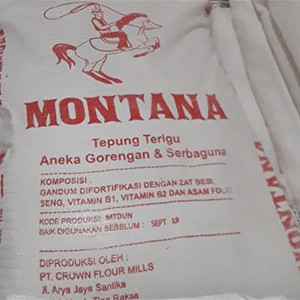 MONTANA
Tepung Terigu
Aneka Gorengan & Serbaguna
KOMPOSISI :
GANDUM DIFORTIFIKASI DENGAN ZAT BESI,
SENG, VITAMIN B1, VITAMIN B2 DAN ASAM FOLAT
KODE PRODUKSI : MTDUN
BAIK DIGUNAKAN SEBELUM : SEPT 19
DIPRODUKSI OLEH :
PT. CROWN FLOUR MILLS
Jl. Arya Jaya Santika
Raksa
MONTANA